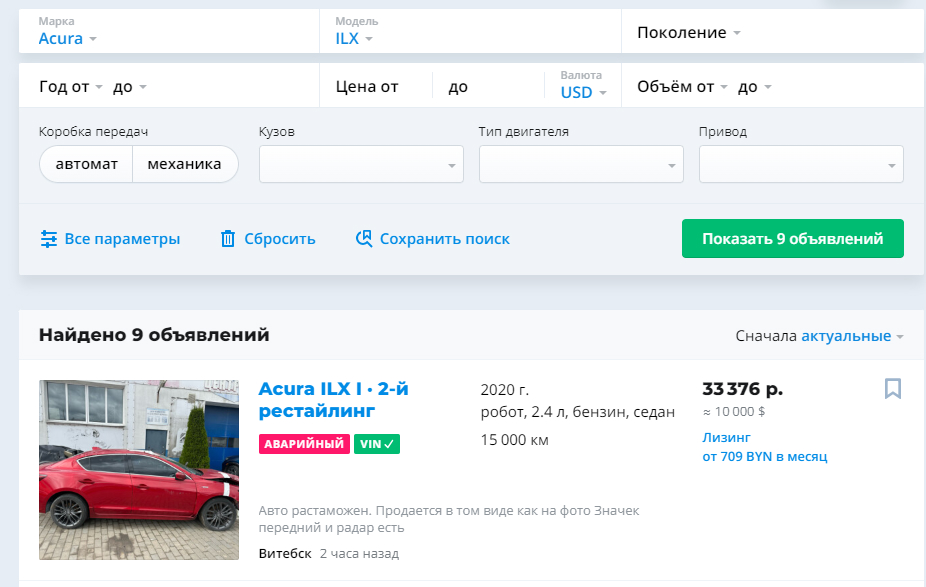 Марка
Acura
Модель
ILX
Поколение
Год от до
Цена от до
Валюта
USD
Объём от до
Коробка передач
автомат механика
Кузов
Тип двигателя
Привод
Все параметры
Сбросить
Сохранить поиск
Показать 9 объявлений
Найдено 9 объявлений
Сначала актуальные
Acura ILX I · 2-й
рестайлинг
АВАРИЙНЫЙ VIN ✓
2020 г.
робот, 2.4 л, бензин, седан
15 000 км
33 376 р.
≈ 10 000 $
Лизинг
от 709 BYN в месяц
Авто растаможен. Продается в том виде как на фото Значек
передний и радар есть
Витебск 2 часа назад